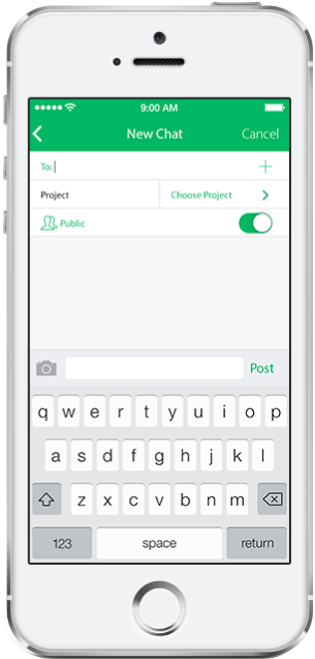 9:00 AM
New Chat Cancel
To:
Project Choose Project
Public
Post
q w e r t y u i o p
a s d f g h j k l
z x c v b n m
123 space return